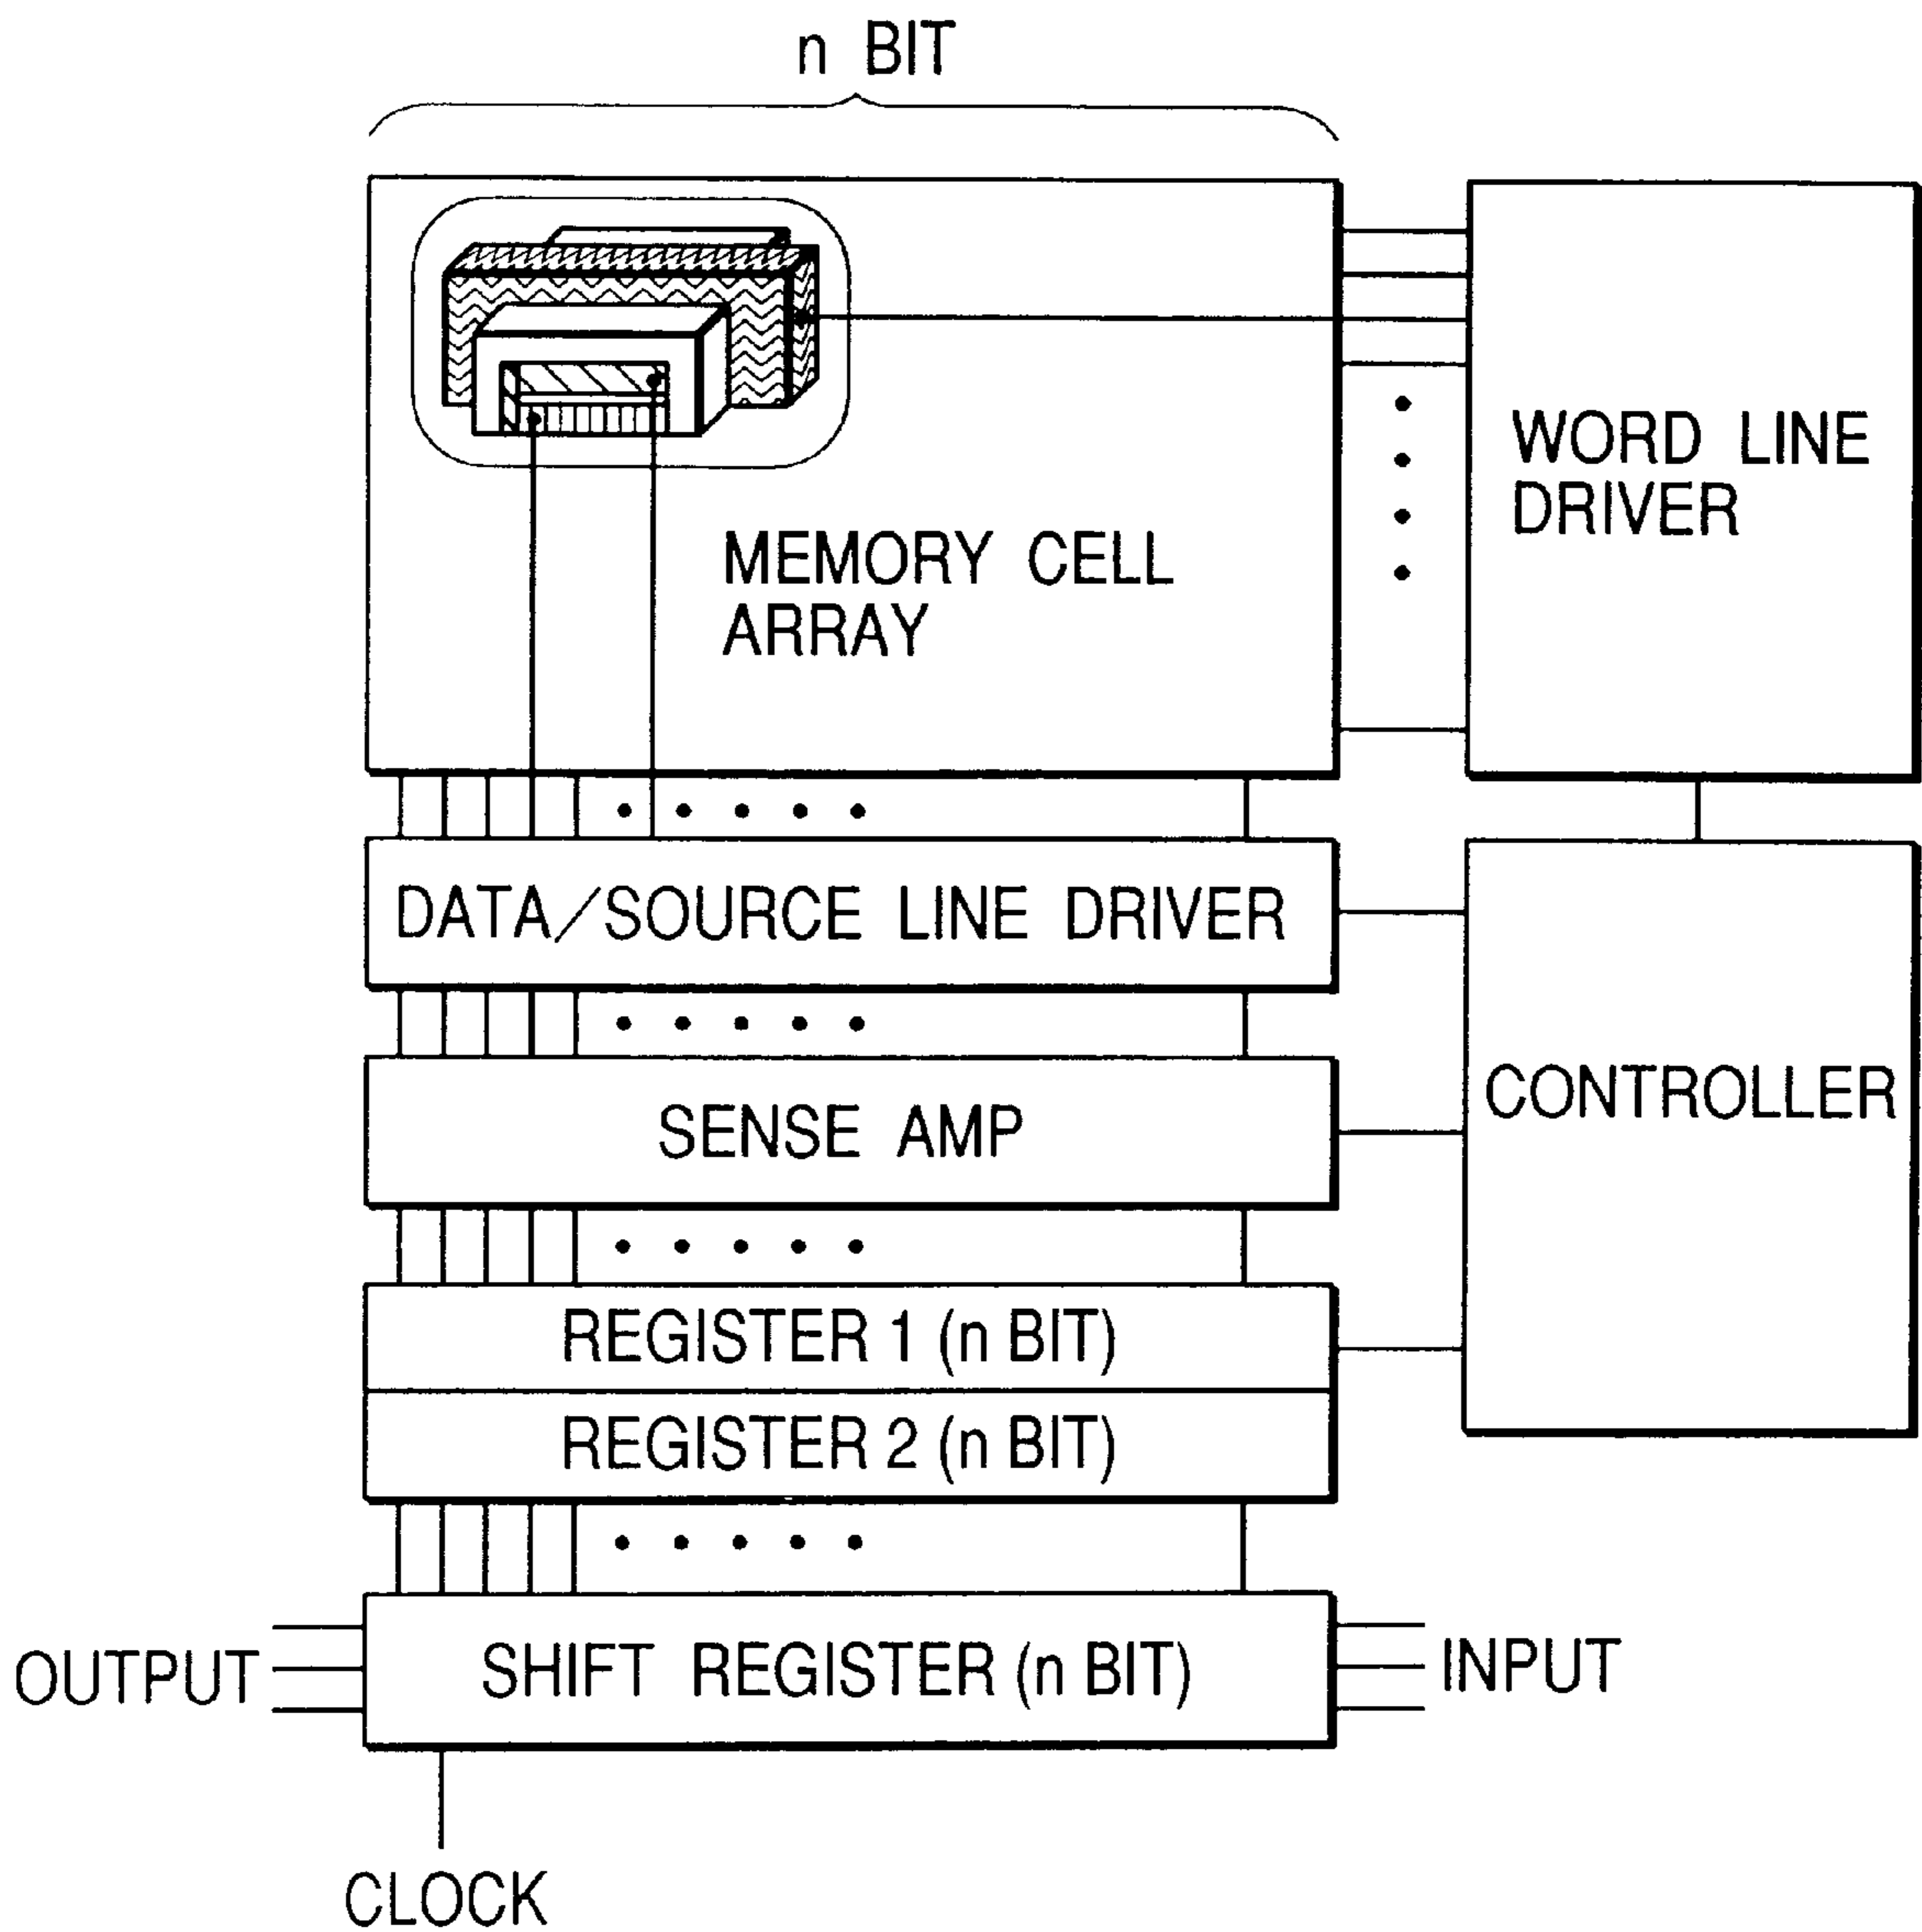 n BIT
MEMORY CELL
ARRAY
WORD LINE
DRIVER
DATA/SOURCE LINE DRIVER
CONTROLLER
SENSE AMP
REGISTER 1 (n BIT)
REGISTER 2 (n BIT)
OUTPUT
SHIFT REGISTER (n BIT)
INPUT
CLOCK